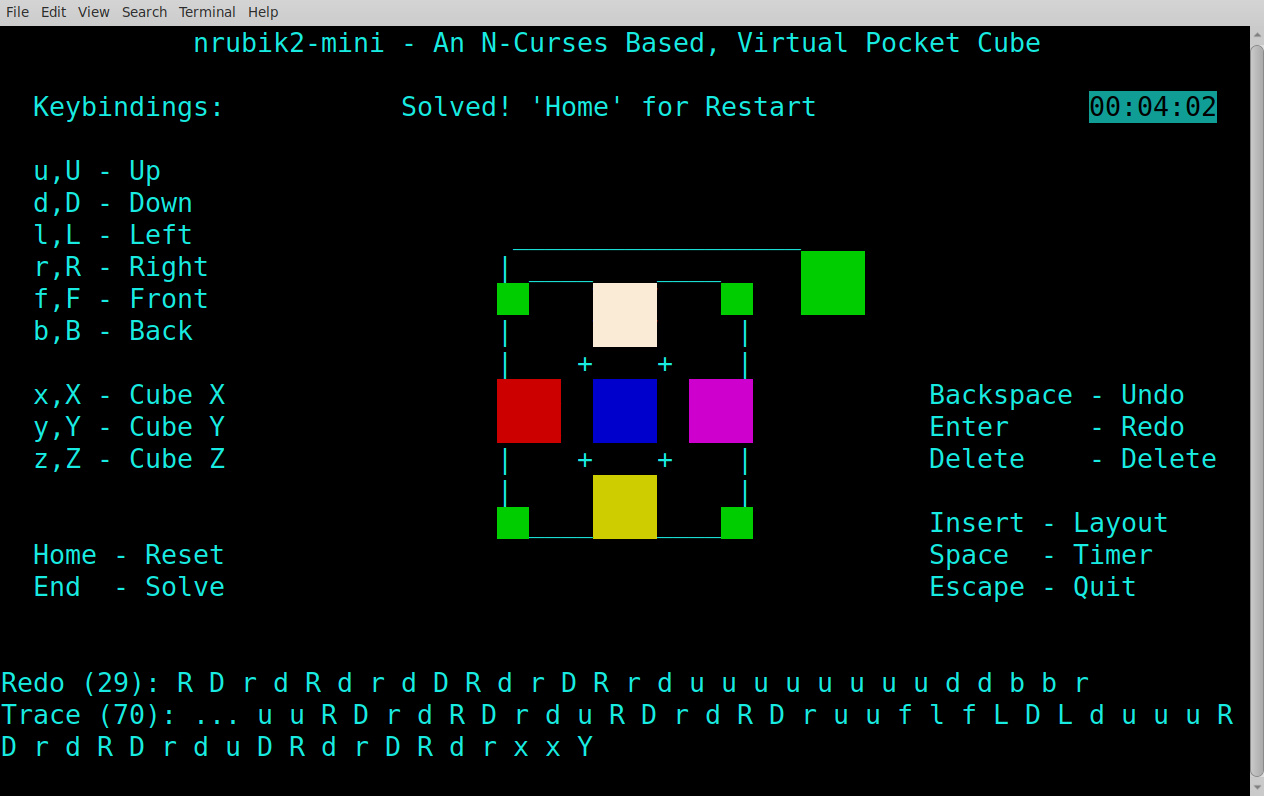 File Edit View Search Terminal Help
nrubik2-mini - An N-Curses Based, Virtual Pocket Cube
Keybindings: Solved! 'Home' for Restart 00:04:02
u,U - Up
d,D - Down
l,L - Left
r,R - Right
f,F - Front
b,B - Back
x,X - Cube X Backspace - Undo
y,Y - Cube Y Enter - Redo
z,Z - Cube Z Delete - Delete
Insert - Layout
Home - Reset Space - Timer
End - Solve Escape - Quit
Redo (29): R D r d R d r d D R d r D R r d u u u u u u u u d d b b r
Trace (70): ... u u R D r d R D r d u R D r d R D r u u f l f L D L d u u u R
D r d R D r d u D R d r D R d r x x Y